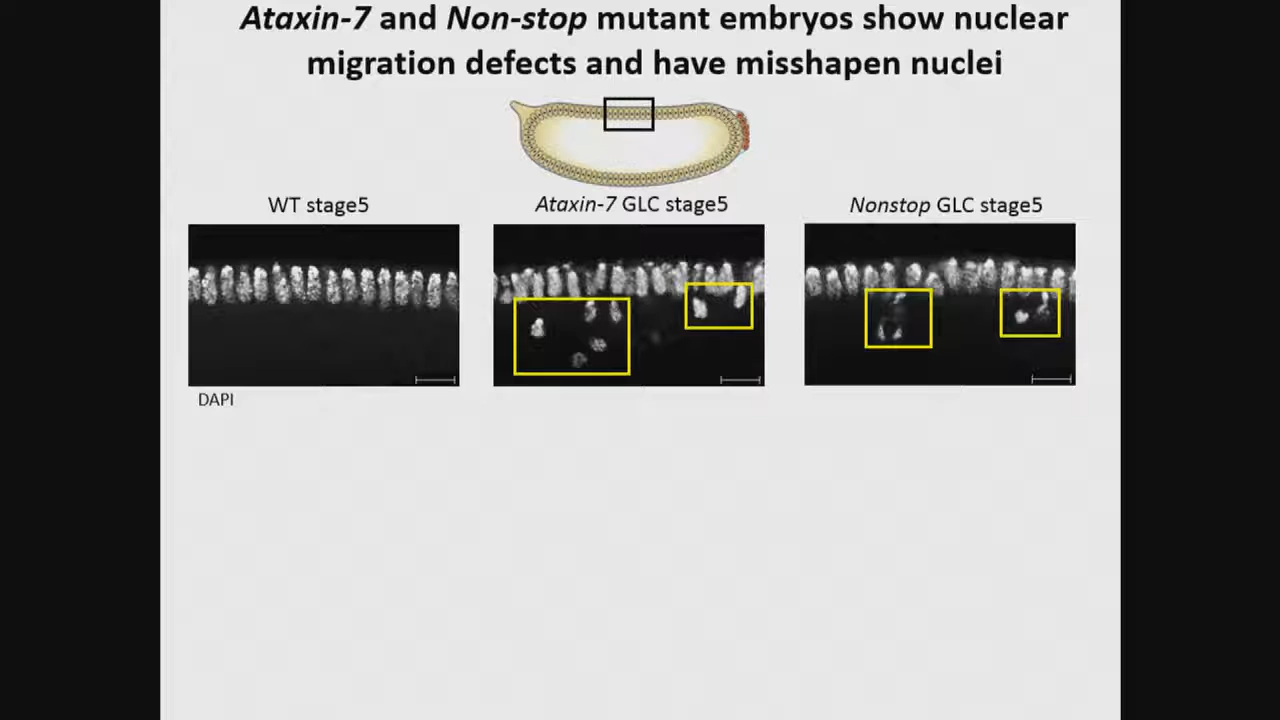 Ataxin-7 and Non-stop mutant embryos show nuclear
migration defects and have misshapen nuclei
WT stage5
Ataxin-7 GLC stage5
Nonstop GLC stage5
DAPI